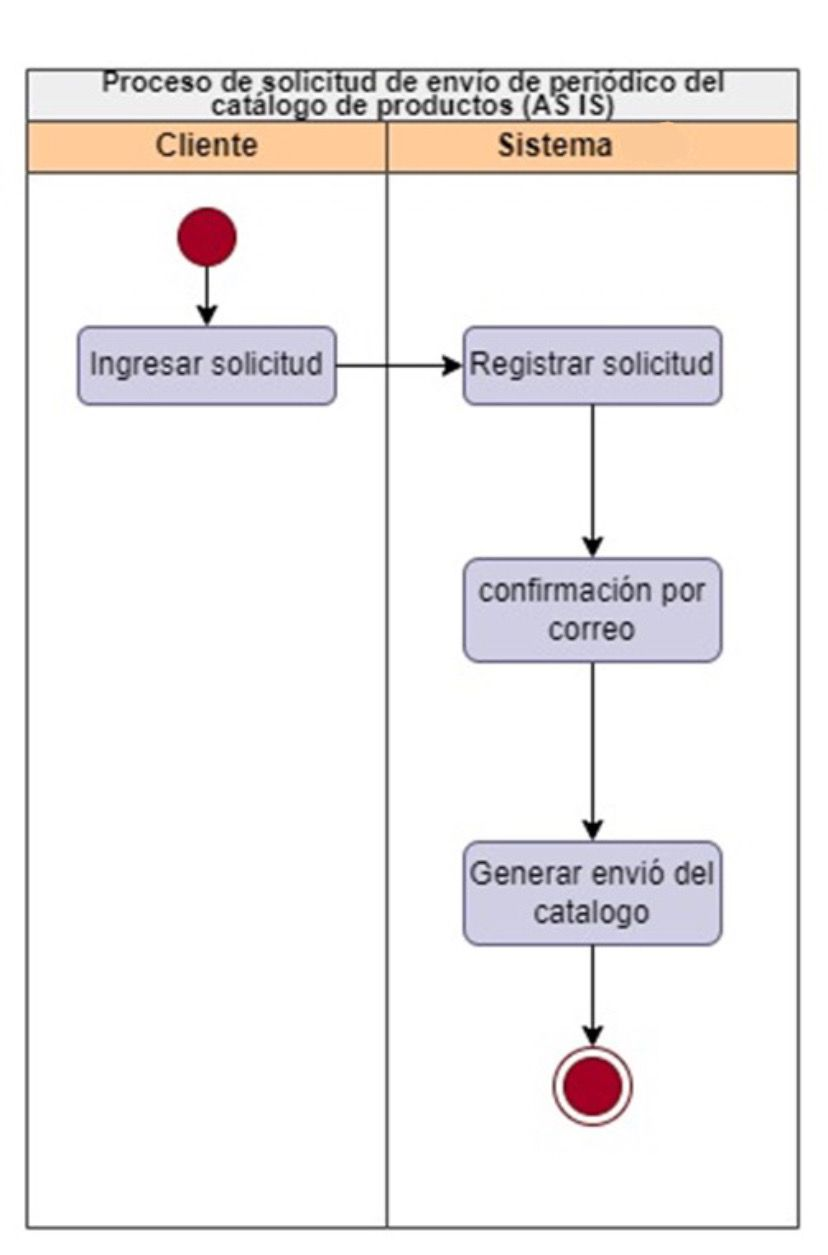 Proceso de solicitud de envío de periódico del
catálogo de productos (AS IS)
Cliente
Sistema
Ingresar solicitud
Registrar solicitud
confirmación por
correo
Generar envió del
catalogo